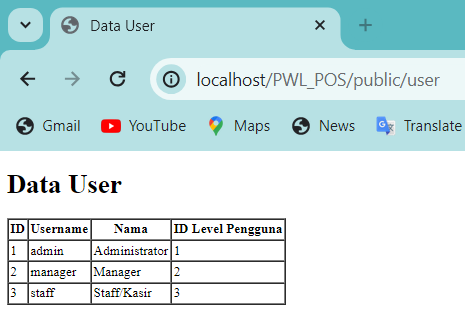 Data User
localhost/PWL_POS/public/user
Gmail YouTube Maps News Translate
Data User
ID Username Nama ID Level Pengguna
1 admin Administrator 1
2 manager Manager 2
3 staff Staff/Kasir 3